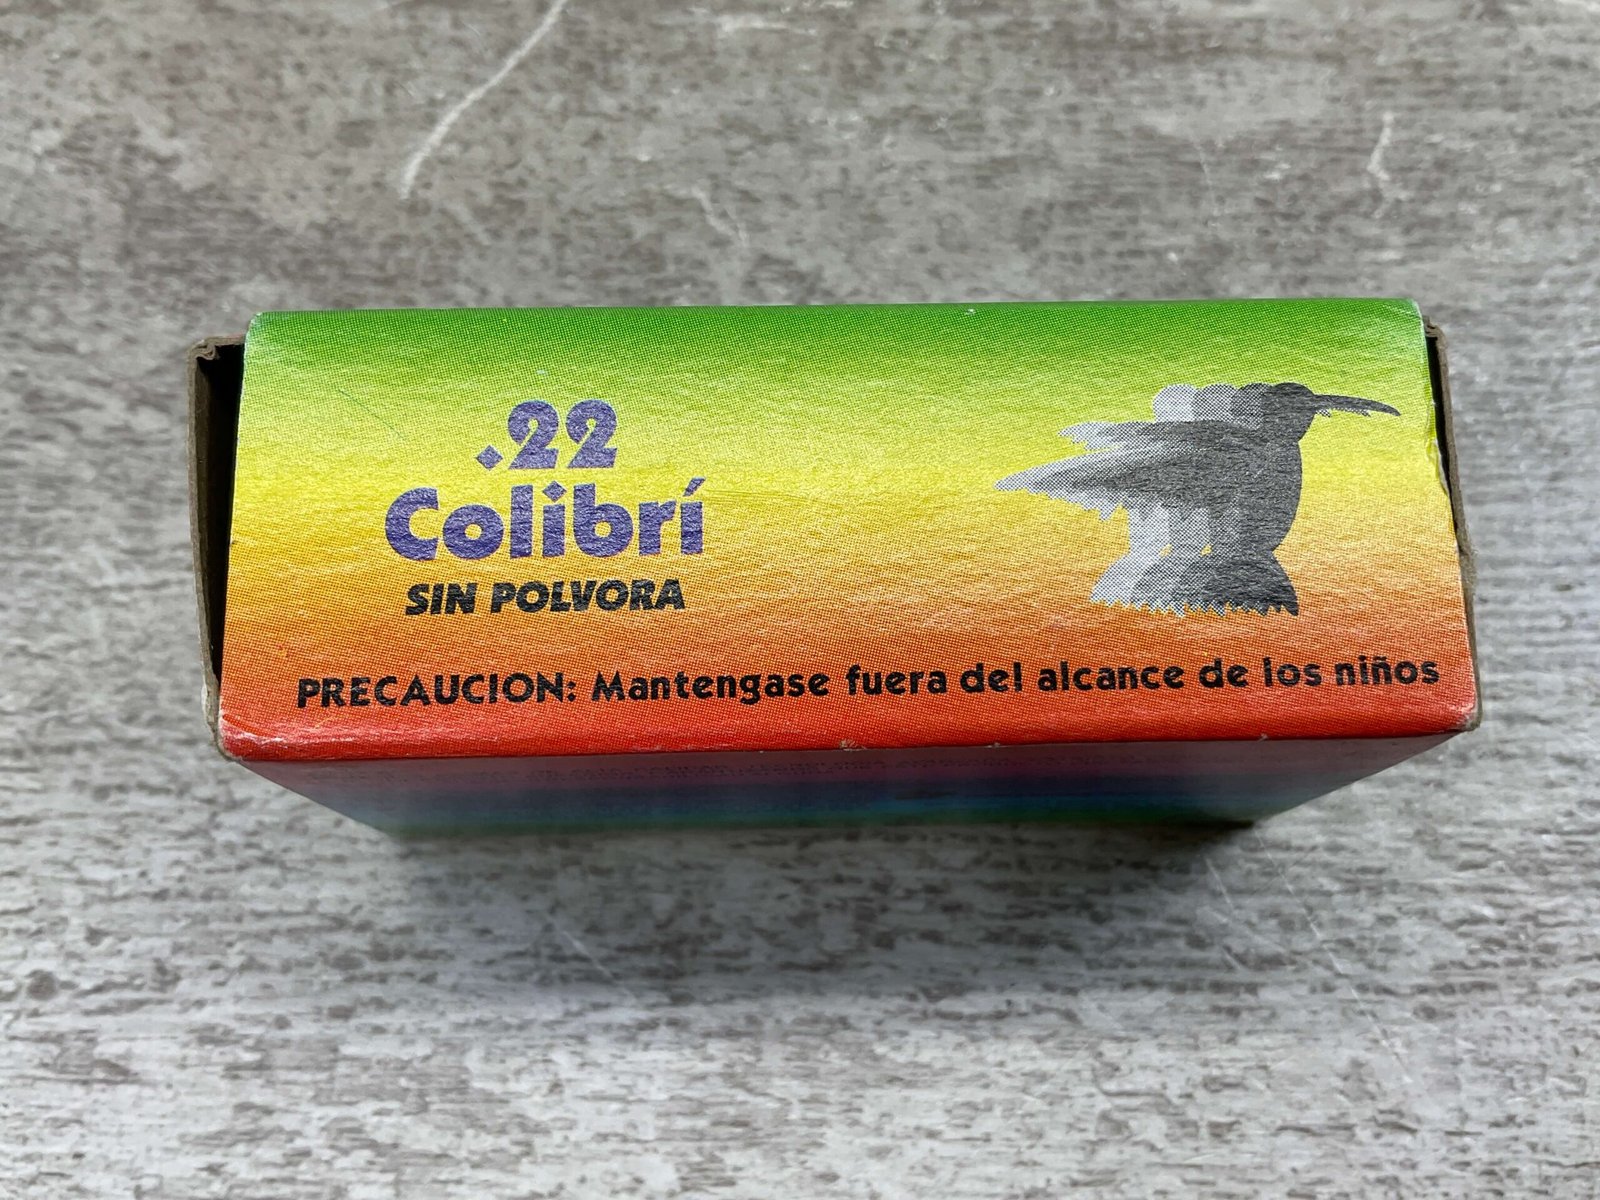 .22
Colibrí
SIN POLVORA
PRECAUCION: Mantengase fuera del alcance de los niños